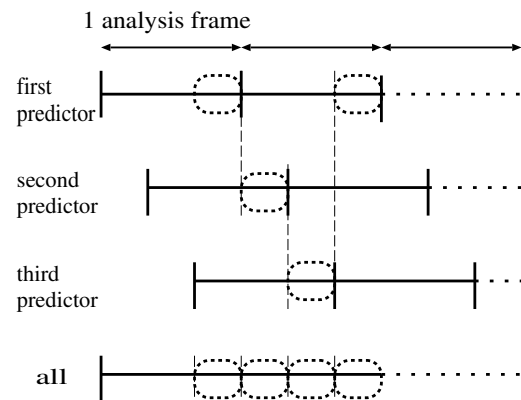 1 analysis frame
first
predictor
second
predictor
third
predictor
all